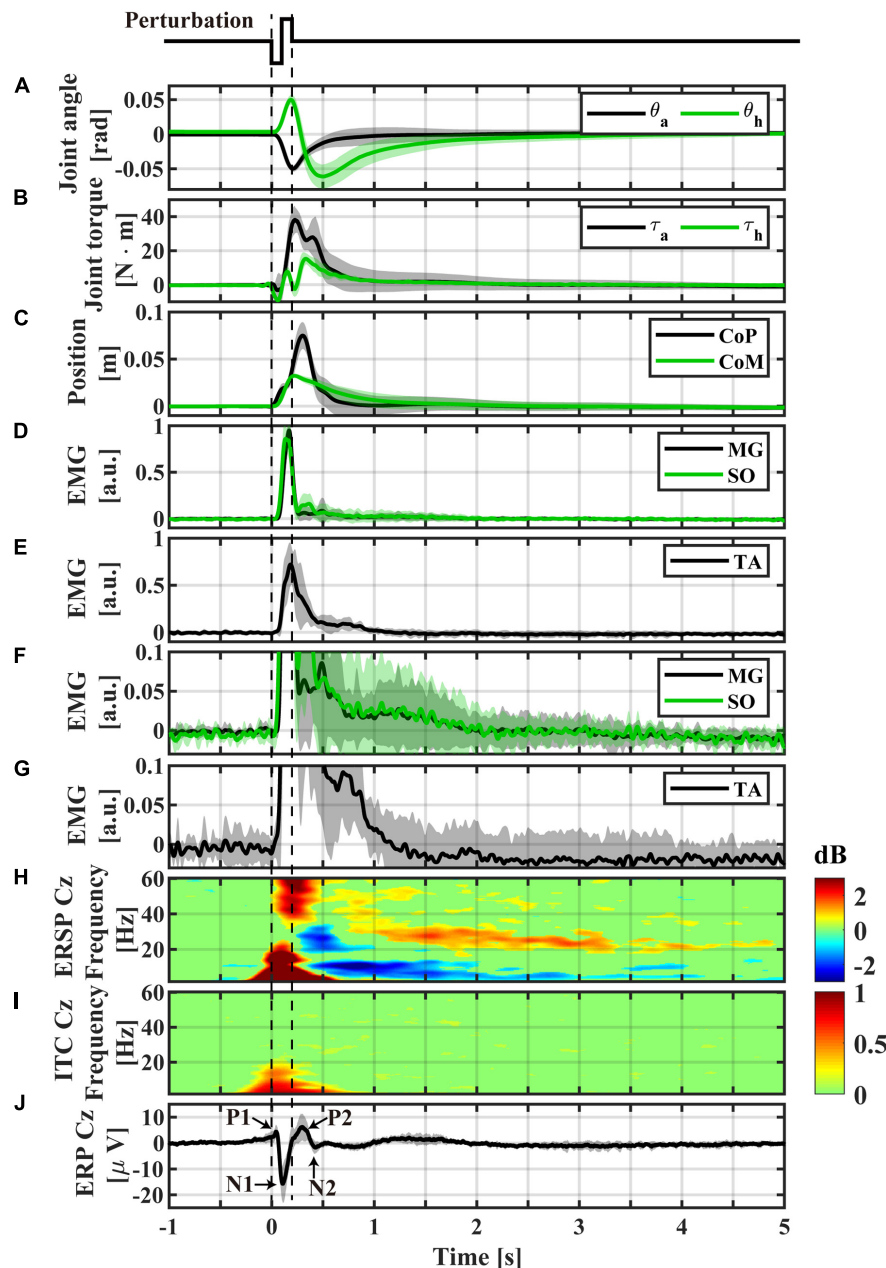 Perturbation
A
Joint angle
[rad]
0.05
0
-0.05
θa θh
B
Joint torque
[N · m]
40
20
0
τa τh
C
Position
[m]
0.1
0.05
0
CoP
CoM
D
EMG
[a.u.]
1
0.5
0
MG
SO
E
EMG
[a.u.]
1
0.5
0
TA
F
EMG
[a.u.]
0.1
0.05
0
MG
SO
G
EMG
[a.u.]
0.1
0.05
0
TA
H
ERSP Cz
Frequency
[Hz]
60
40
20
dB
2
0
-2
I
ITC Cz
Frequency
[Hz]
60
40
20
1
0.5
0
J
ERP Cz
[μ V]
10
0
-10
-20
P1
P2
N1
N2
-1 0 1 2 3 4 5
Time [s]